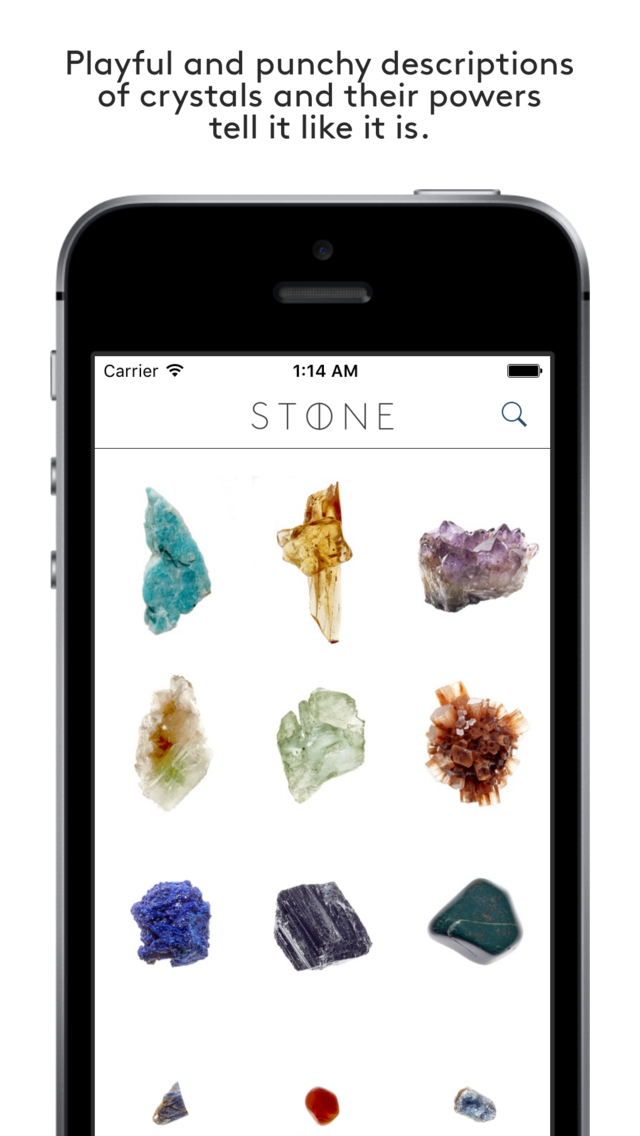 Playful and punchy descriptions
of crystals and their powers
tell it like it is.
Carrier 1:14 AM
STONE